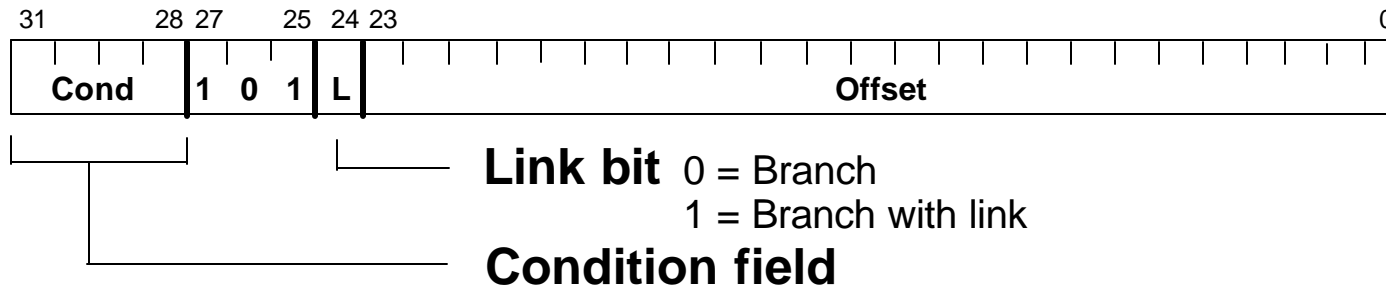 31 28 27 25 24 23 0
Cond 1 0 1 L Offset
Link bit 0 = Branch
1 = Branch with link
Condition field